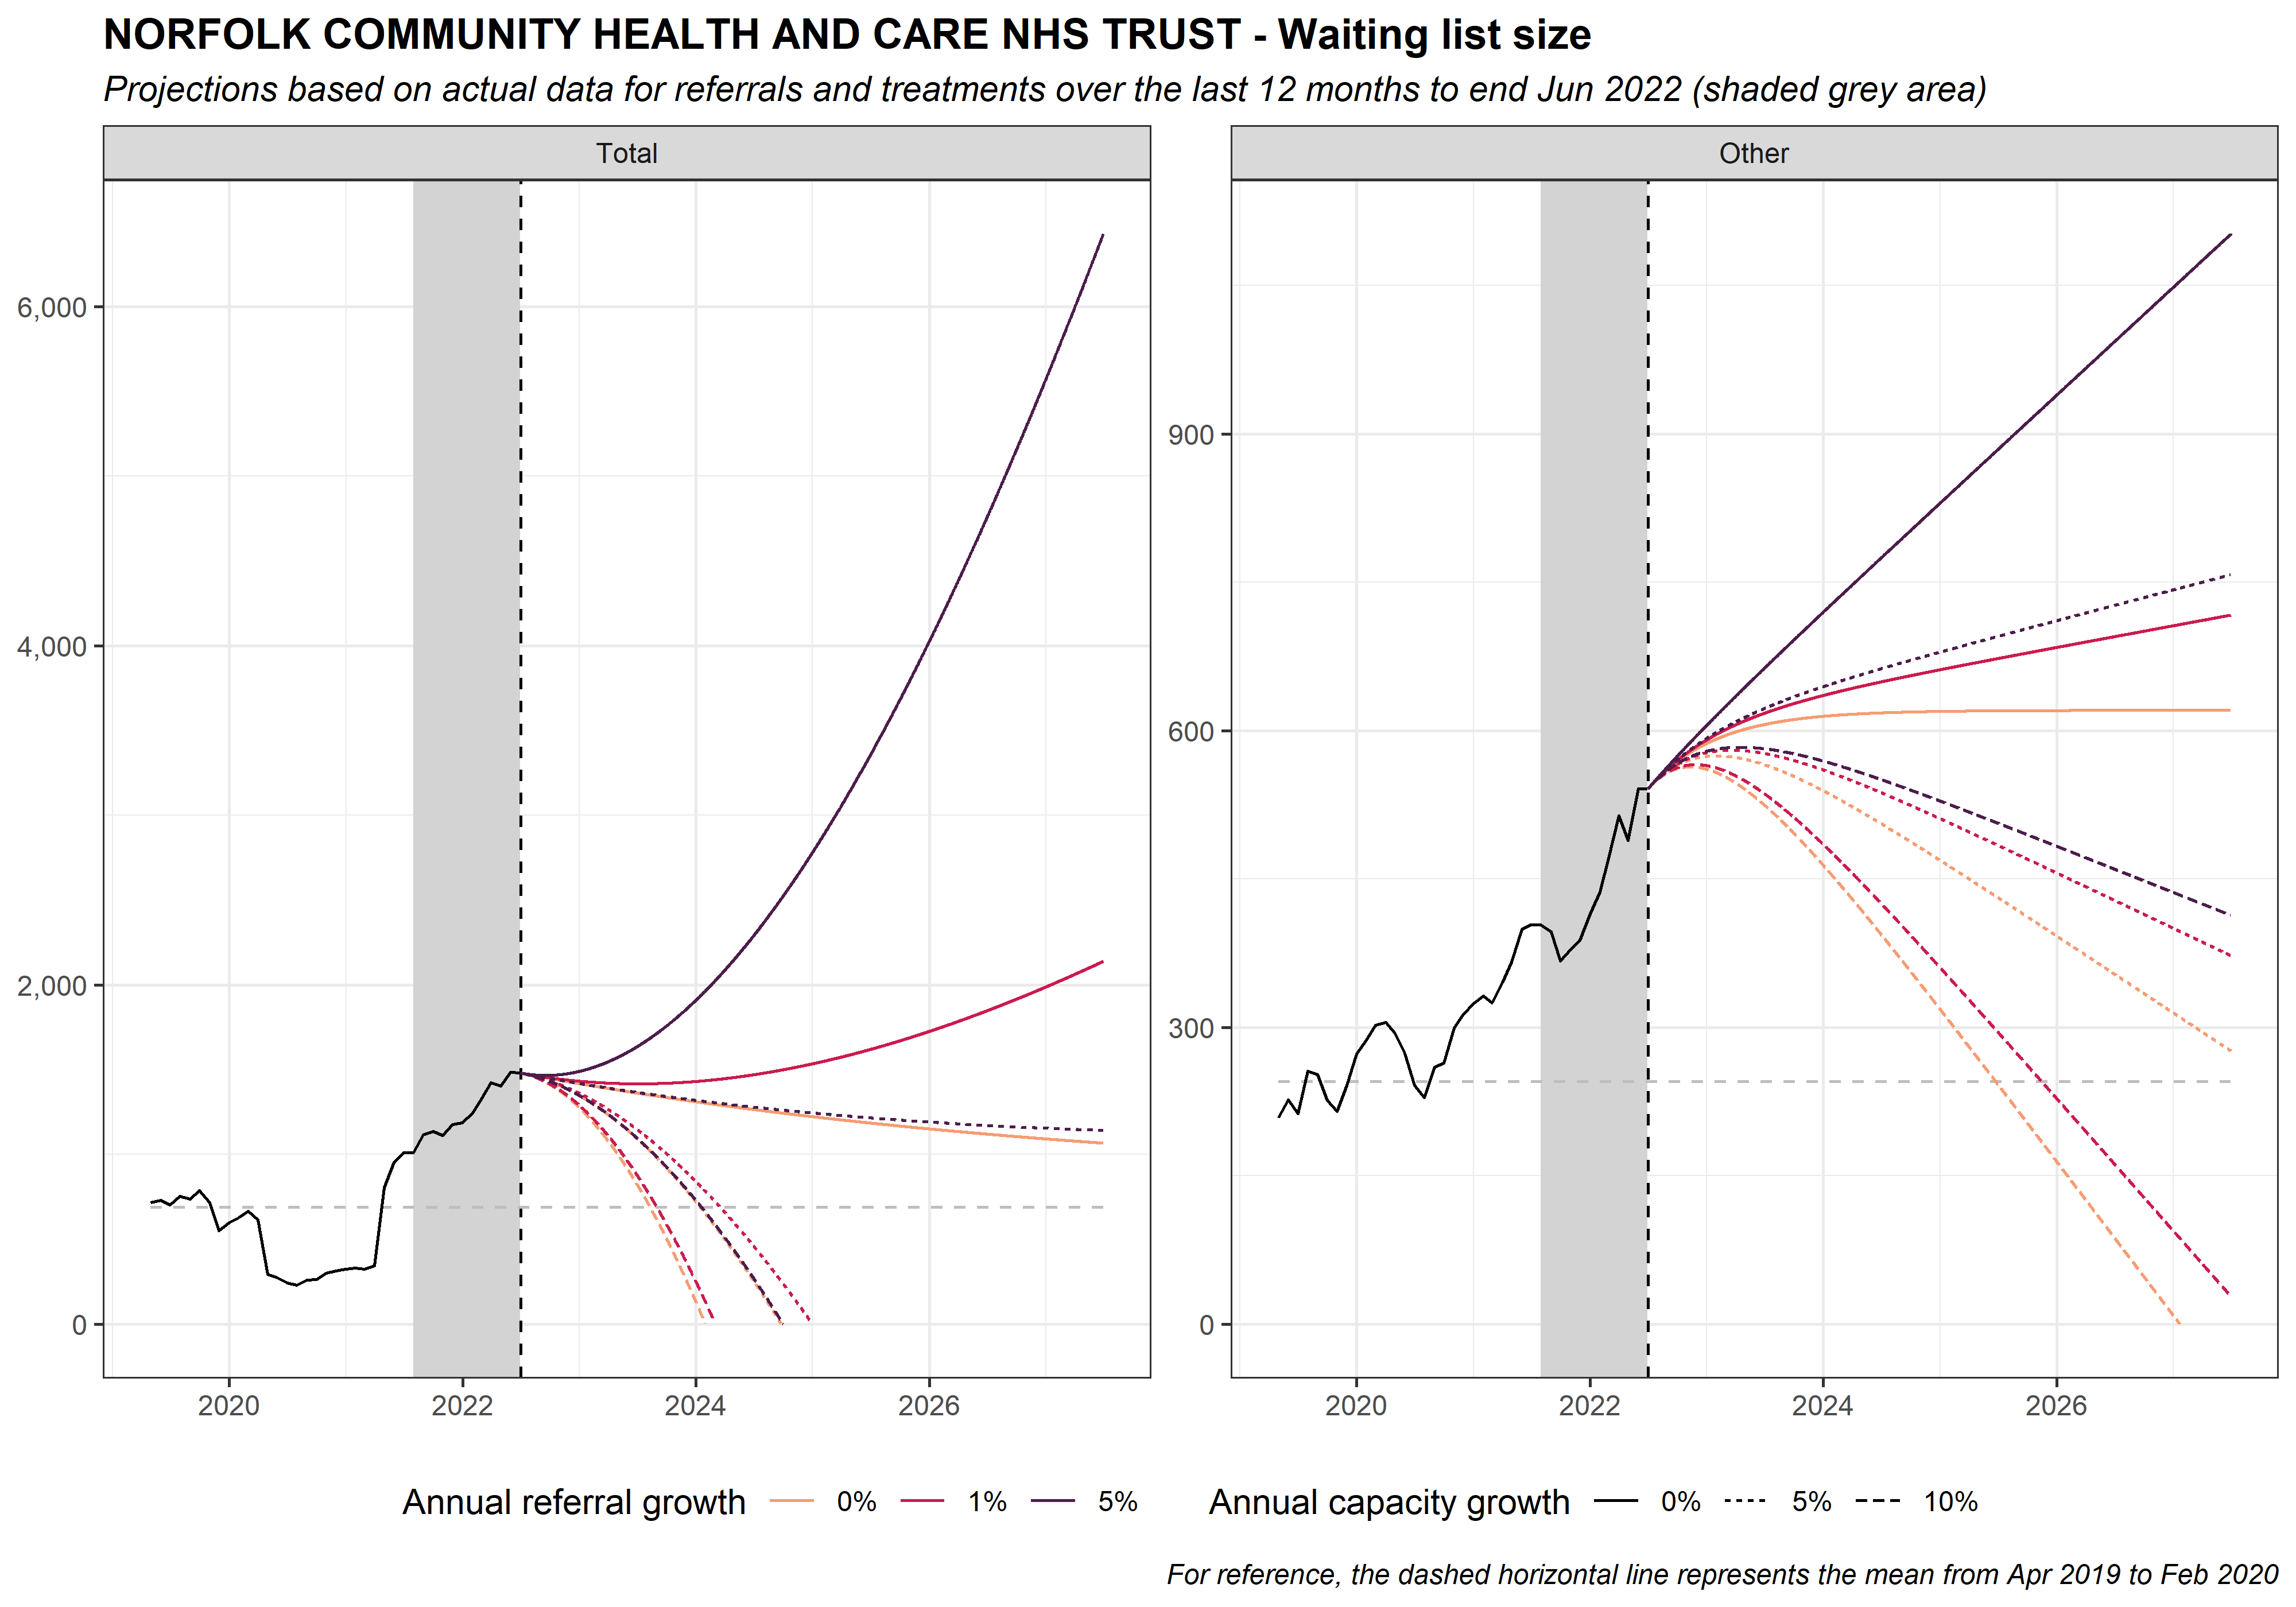 NORFOLK COMMUNITY HEALTH AND CARE NHS TRUST - Waiting list size
Projections based on actual data for referrals and treatments over the last 12 months to end Jun 2022 (shaded grey area)
Total
Other
6,000
4,000
2,000
0
900
600
300
0
2020 2022 2024 2026
2020 2022 2024 2026
Annual referral growth 0% 1% 5%
Annual capacity growth 0% 5% 10%
For reference, the dashed horizontal line represents the mean from Apr 2019 to Feb 2020